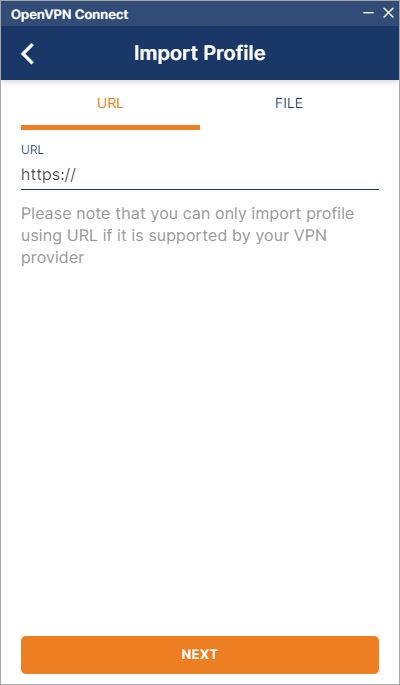 OpenVPN Connect
Import Profile
URL
FILE
URL
https://
Please note that you can only import profile
using URL if it is supported by your VPN
provider
NEXT